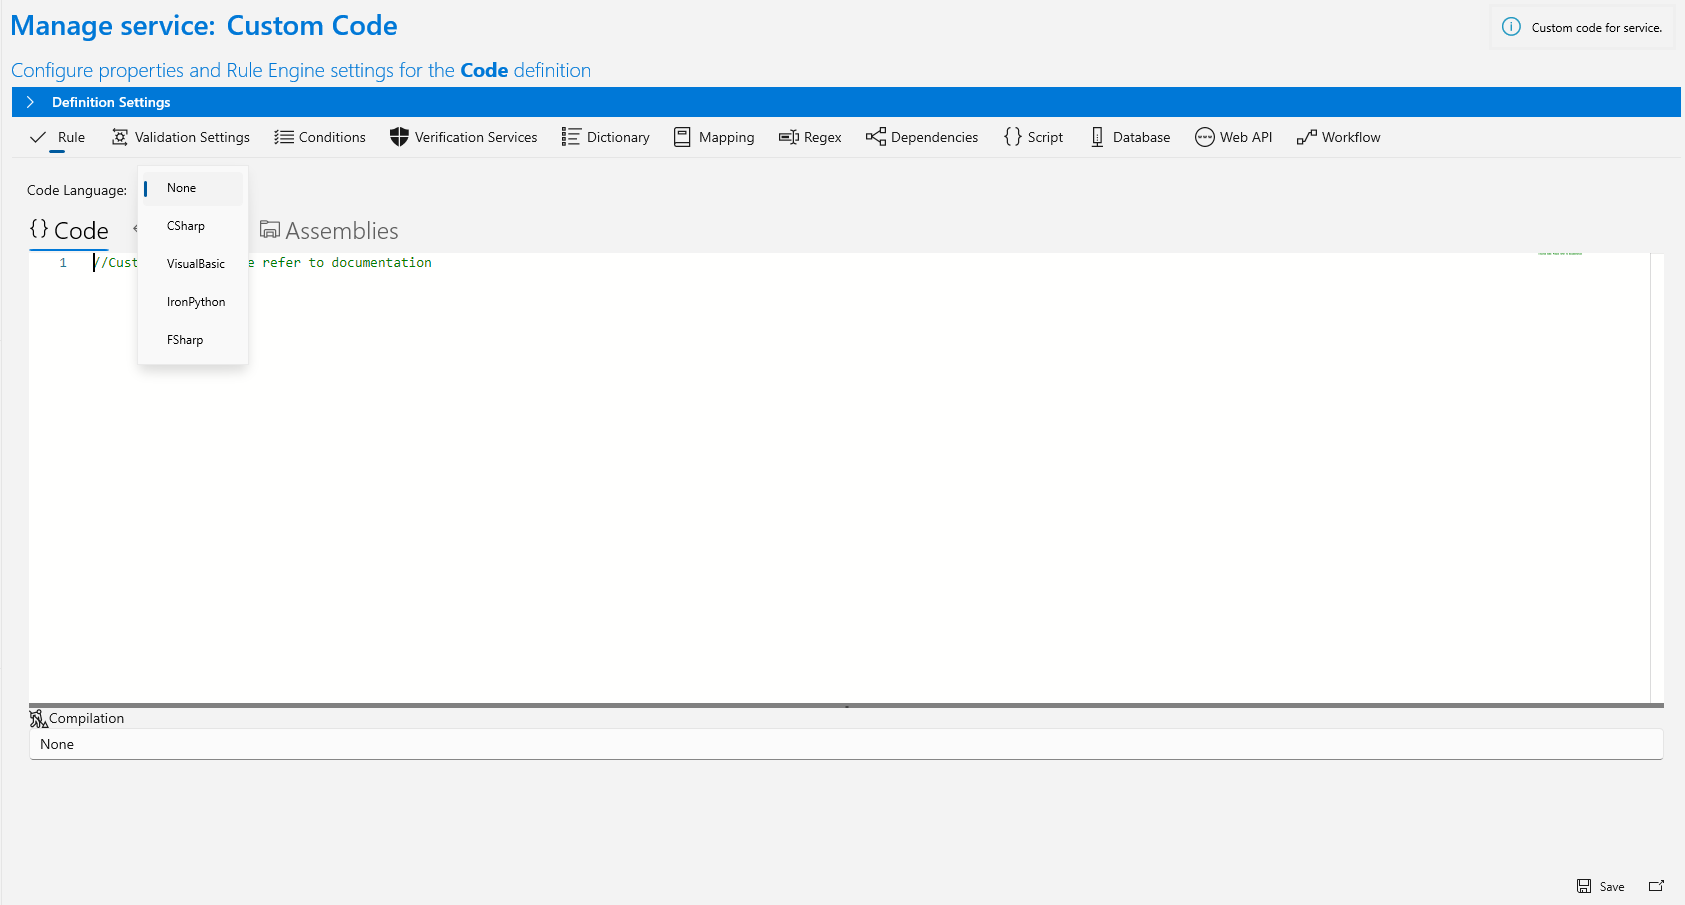 Manage service: Custom Code
Custom code for service.
Configure properties and Rule Engine settings for the Code definition
Definition Settings
Rule Validation Settings Conditions Verification Services Dictionary Mapping Regex Dependencies Script Database Web API Workflow
Code Language:
None
CSharp
VisualBasic
IronPython
FSharp
Code Assemblies
1 //Cust refer to documentation
Compilation
None
Save